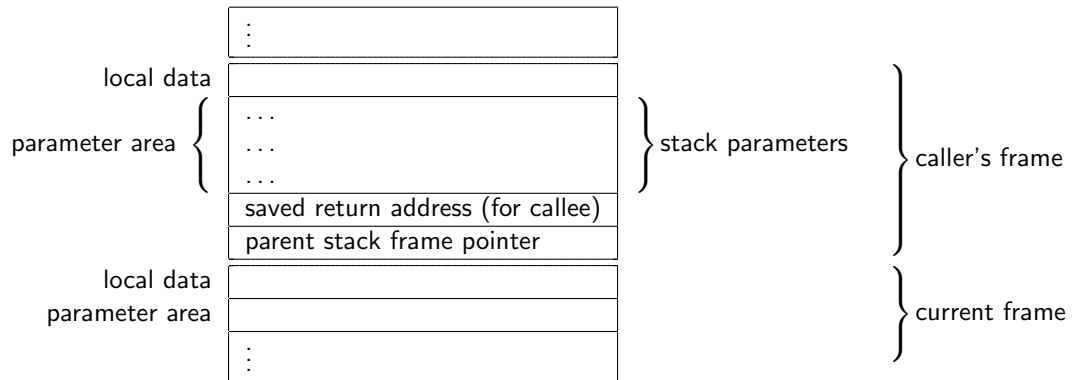 ⋮
local data
parameter area
. . .
. . .
. . .
stack parameters
caller's frame
saved return address (for callee)
parent stack frame pointer
local data
parameter area
current frame
⋮